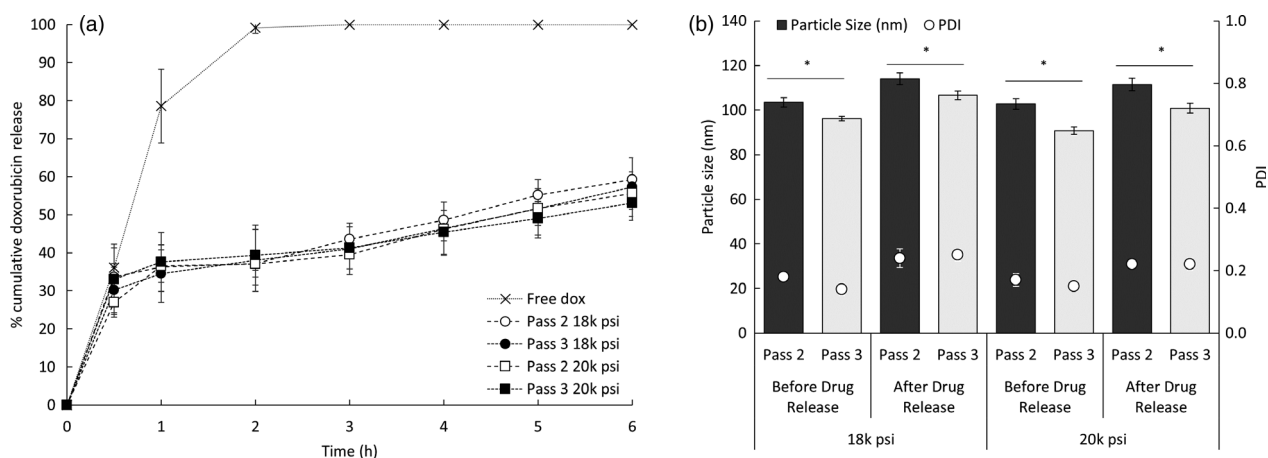 (a)
% cumulative doxorubicin release
100
90
80
70
60
50
40
30
20
10
0
0 1 2 3 4 5 6
Time (h)
Free dox
Pass 2 18k psi
Pass 3 18k psi
Pass 2 20k psi
Pass 3 20k psi
(b)
Particle Size (nm) PDI
Particle size (nm)
140
120
100
80
60
40
20
0
* * * *
1.0
0.8
0.6
0.4
0.2
0.0
PDI
Pass 2 Pass 3 Pass 2 Pass 3 Pass 2 Pass 3 Pass 2 Pass 3
Before Drug After Drug Before Drug After Drug
Release Release Release Release
18k psi 20k psi